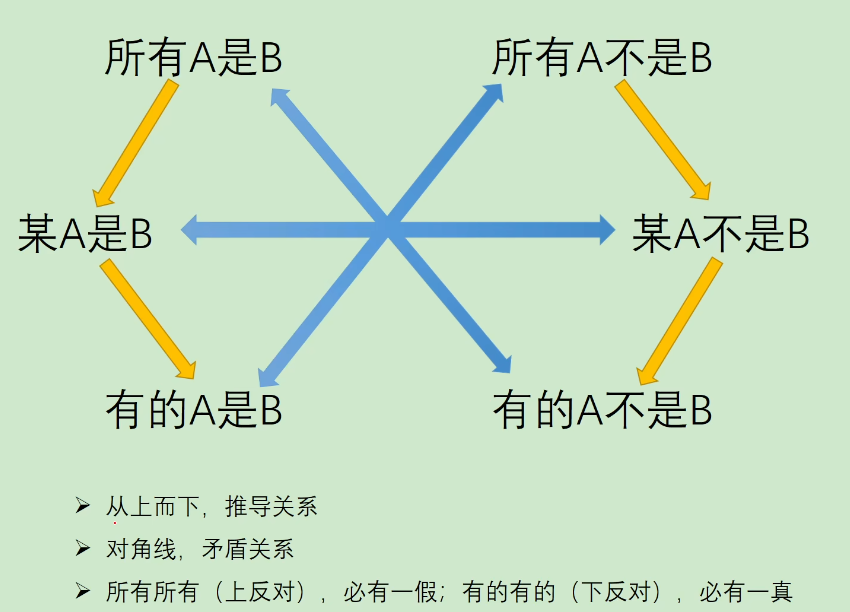 所有A是B 所有A不是B
某A是B 某A不是B
有的A是B 有的A不是B
从上而下，推导关系
对角线，矛盾关系
所有所有（上反对），必有一假；有的有的（下反对），必有一真